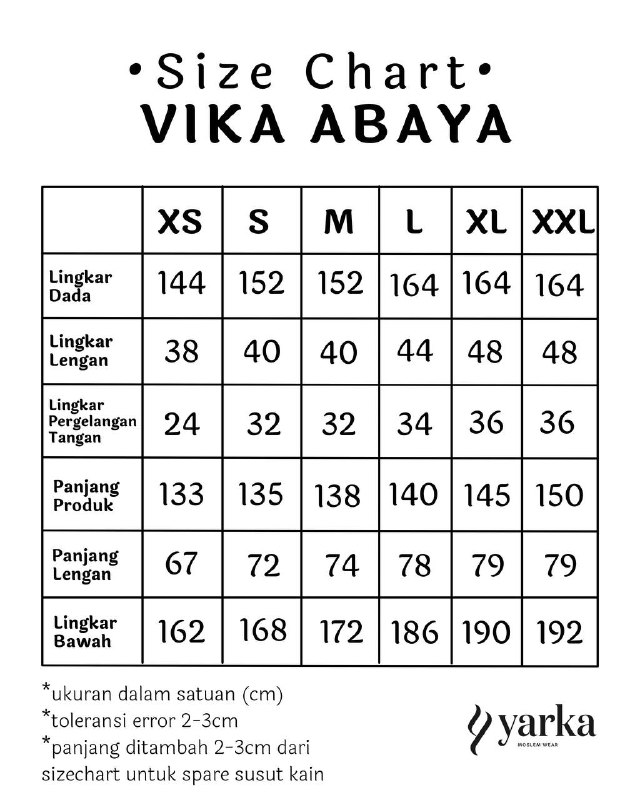 •Size Chart•
VIKA ABAYA
XS S M L XL XXL
Lingkar
Dada
144 152 152 164 164 164
Lingkar
Lengan
38 40 40 44 48 48
Lingkar
Pergelangan
Tangan
24 32 32 34 36 36
Panjang
Produk
133 135 138 140 145 150
Panjang
Lengan
67 72 74 78 79 79
Lingkar
Bawah
162 168 172 186 190 192
*ukuran dalam satuan (cm)
*toleransi error 2-3cm
*panjang ditambah 2-3cm dari
sizechart untuk spare susut kain
yarka
MOSLEM WEAR